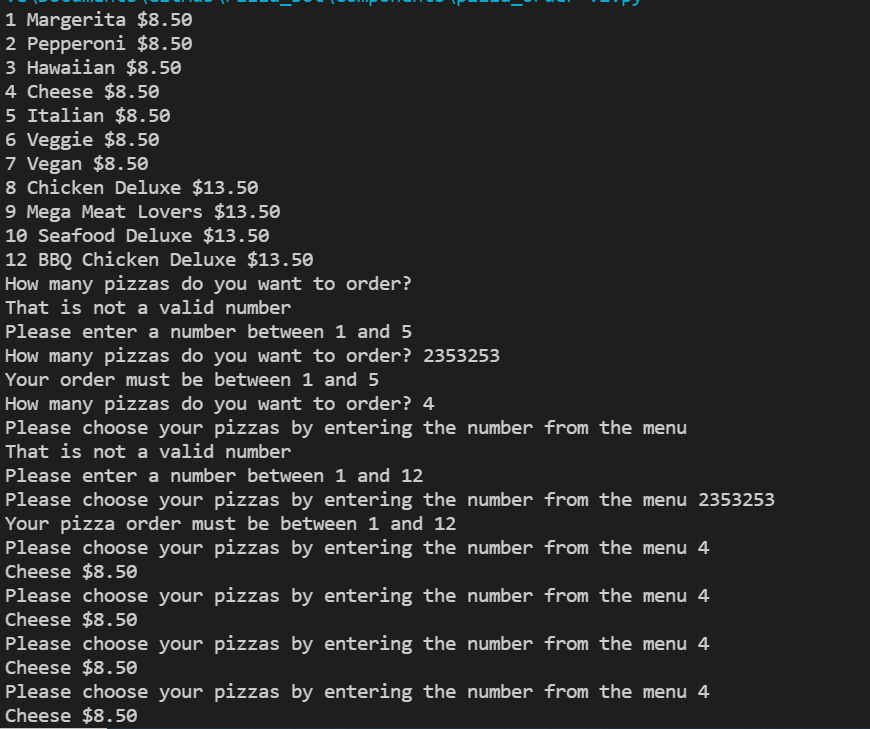 1 Margerita $8.50
2 Pepperoni $8.50
3 Hawaiian $8.50
4 Cheese $8.50
5 Italian $8.50
6 Veggie $8.50
7 Vegan $8.50
8 Chicken Deluxe $13.50
9 Mega Meat Lovers $13.50
10 Seafood Deluxe $13.50
12 BBQ Chicken Deluxe $13.50
How many pizzas do you want to order?
That is not a valid number
Please enter a number between 1 and 5
How many pizzas do you want to order? 2353253
Your order must be between 1 and 5
How many pizzas do you want to order? 4
Please choose your pizzas by entering the number from the menu
That is not a valid number
Please enter a number between 1 and 12
Please choose your pizzas by entering the number from the menu 2353253
Your pizza order must be between 1 and 12
Please choose your pizzas by entering the number from the menu 4
Cheese $8.50
Please choose your pizzas by entering the number from the menu 4
Cheese $8.50
Please choose your pizzas by entering the number from the menu 4
Cheese $8.50
Please choose your pizzas by entering the number from the menu 4
Cheese $8.50